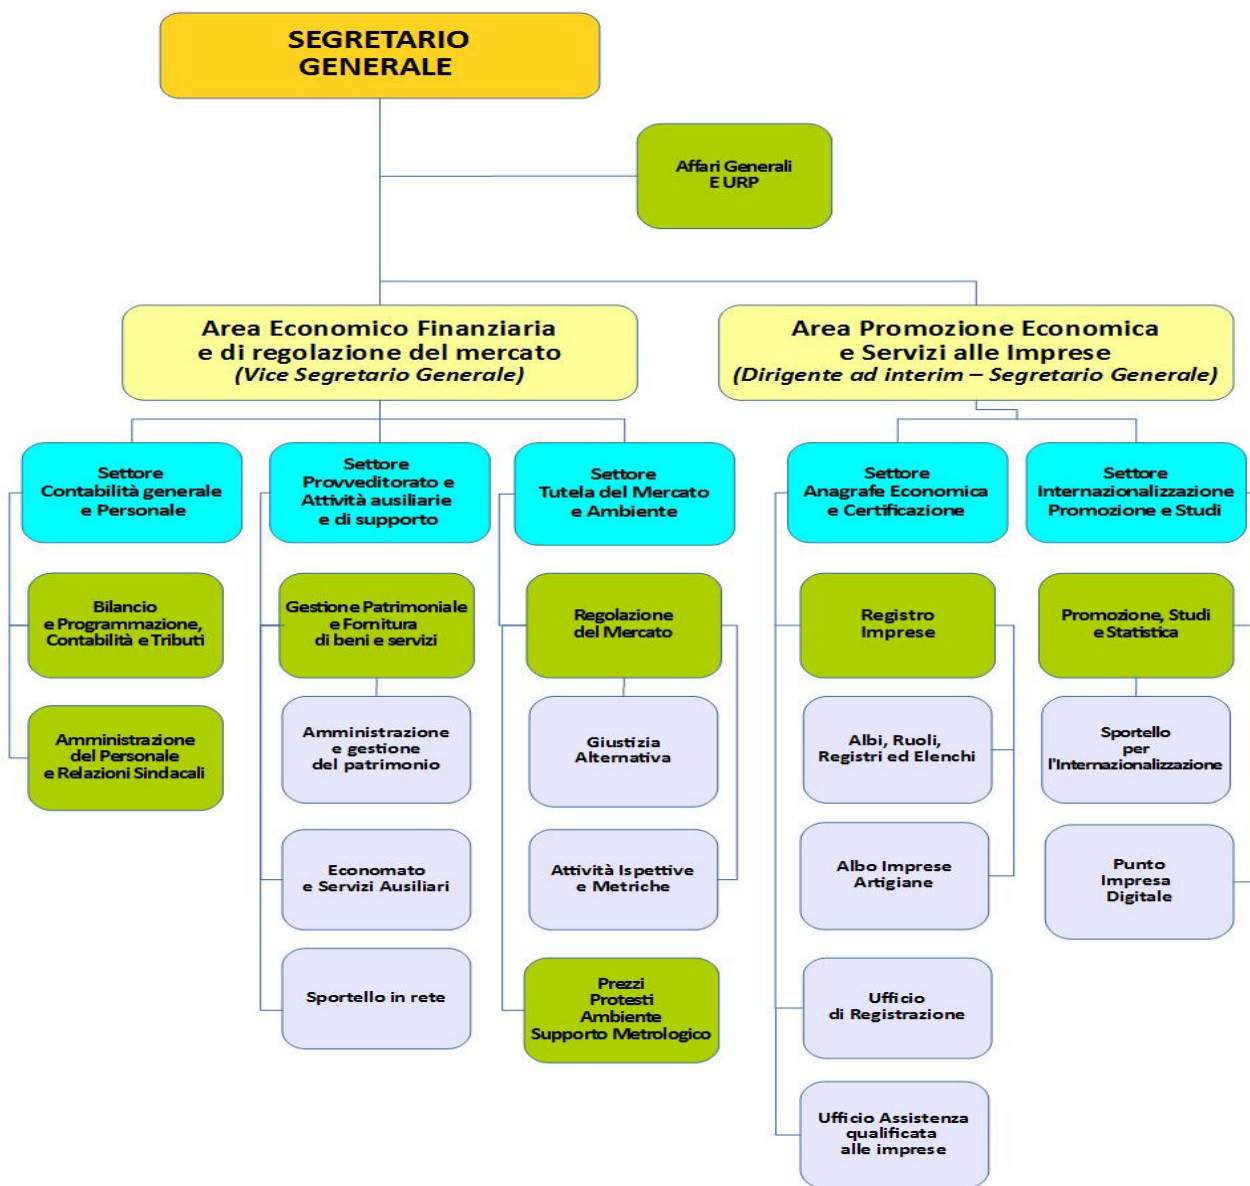 SEGRETARIO
GENERALE
Affari Generali
E URP
Area Economico Finanziaria
e di regolazione del mercato
(Vice Segretario Generale)
Area Promozione Economica
e Servizi alle Imprese
(Dirigente ad interim – Segretario Generale)
Settore
Contabilità generale
e Personale
Settore
Provveditorato e
Attività ausiliarie
e di supporto
Settore
Tutela del Mercato
e Ambiente
Settore
Anagrafe Economica
e Certificazione
Settore
Internazionalizzazione
Promozione e Studi
Bilancio
e Programmazione,
Contabilità e Tributi
Gestione Patrimoniale
e Fornitura
di beni e servizi
Regolazione
del Mercato
Registro
Imprese
Promozione, Studi
e Statistica
Amministrazione
del Personale
e Relazioni Sindacali
Amministrazione
e gestione
del patrimonio
Giustizia
Alternativa
Albi, Ruoli,
Registri ed Elenchi
Sportello
per
l'Internazionalizzazione
Economato
e Servizi Ausiliari
Attività Ispettive
e Metriche
Albo Imprese
Artigiane
Punto
Impresa
Digitale
Sportello in rete
Prezzi
Protesti
Ambiente
Supporto Metrologico
Ufficio
di Registrazione
Ufficio Assistenza
qualificata
alle imprese